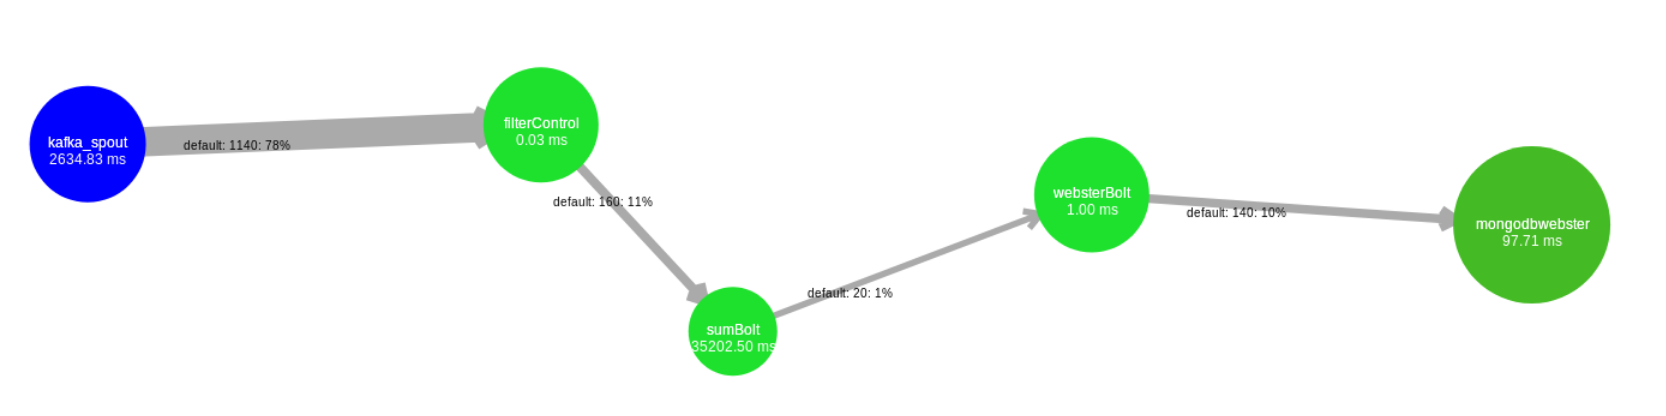 kafka_spout
2634.83 ms
default: 1140: 78%
filterControl
0.03 ms
default: 160: 11%
sumBolt
35202.50 ms
default: 20: 1%
websterBolt
1.00 ms
default: 140: 10%
mongodbwebster
97.71 ms